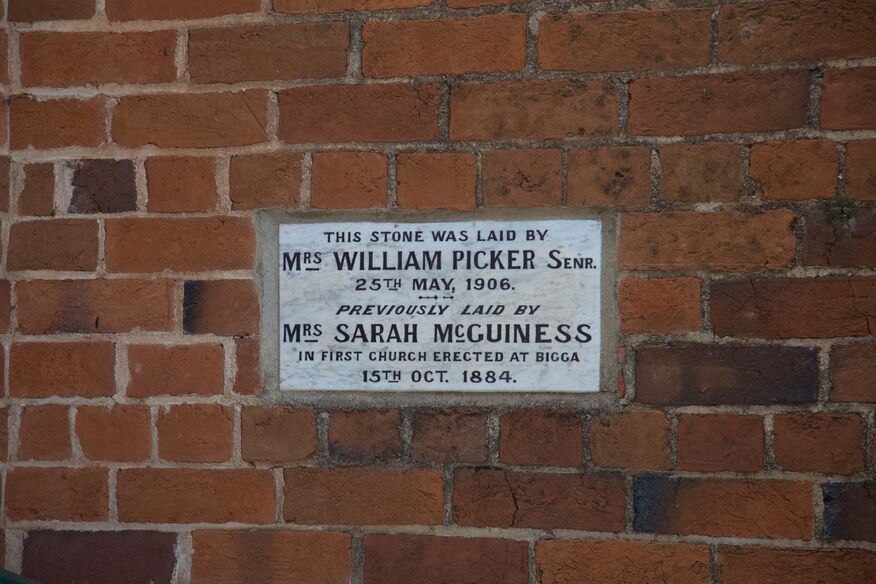 THIS STONE WAS LAID BY
MRS WILLIAM PICKER SENR.
25TH MAY, 1906.
PREVIOUSLY LAID BY
MRS SARAH MCGUINESS
IN FIRST CHURCH ERECTED AT BIGGA
15TH OCT. 1884.